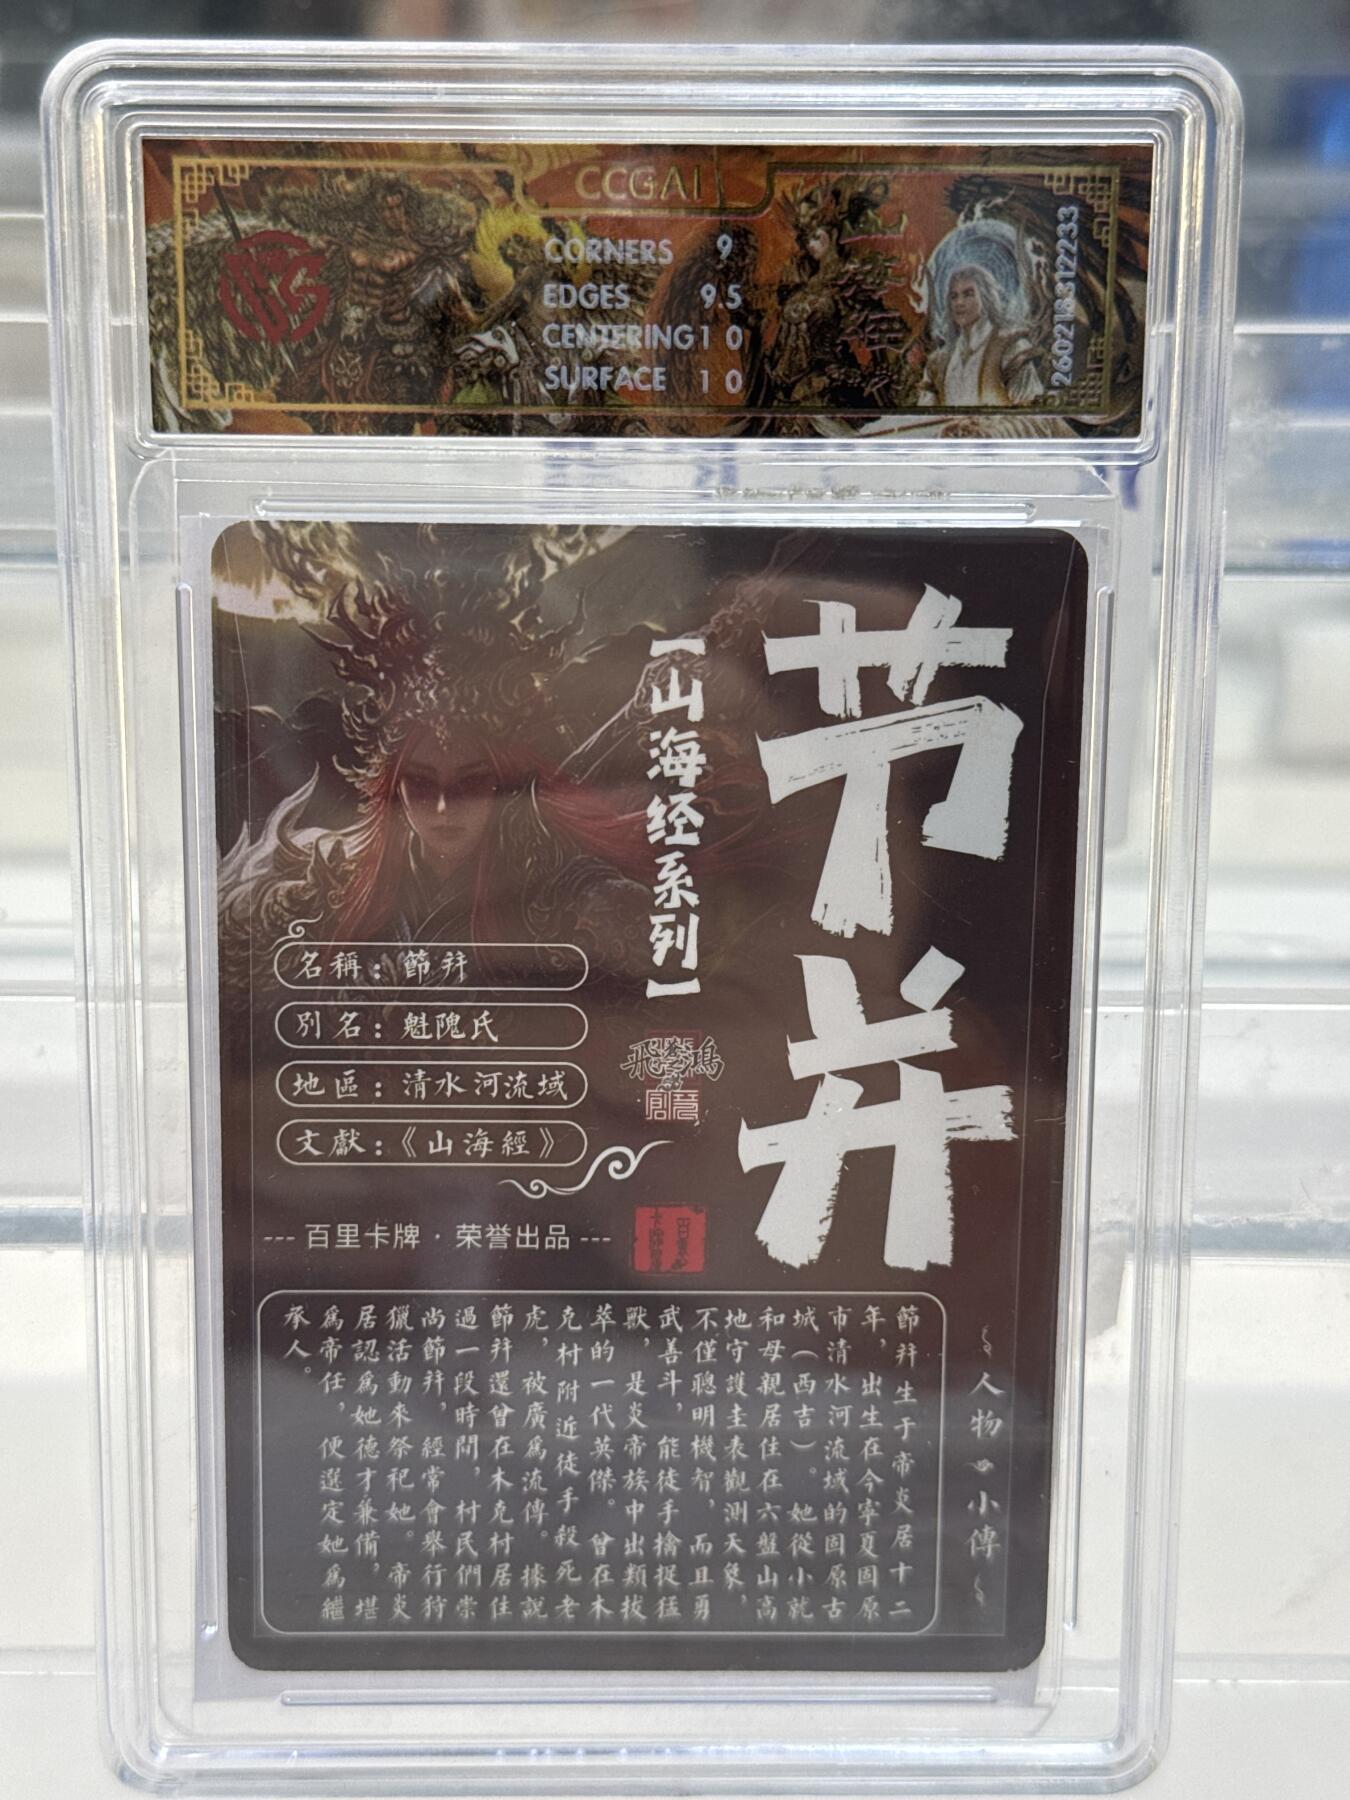 CCGAI
CORNERS 9
EDGES 9.5
CENTERING 10
SURFACE 10
260218312233
节并
【山海经系列】
飛鴻
名稱：節并
別名：魁隗氏
地區：清水河流域
文獻：《山海經》
--- 百里卡牌 · 荣誉出品 ---
人物小傳
節并生于帝炎居十二
年，出生在今寧夏固原
市清水河流域的固原古
城（西吉）。她從小就
和母親居住在六盤山高
地守護圭表觀測天象，
不僅聰明機智，而且勇
武善斗，能徒手擒捉猛
獸，是炎帝族中出類拔
萃的一代英傑。曾在木
克村附近徒手殺死老
虎，被廣爲流傳。據說
節并還曾在木克村居住
過一段時間，村民們崇
尚節并，經常會舉行狩
獵活動來祭祀她。帝炎
居認爲她德才兼備，堪
爲帝任，便選定她爲繼
承人。